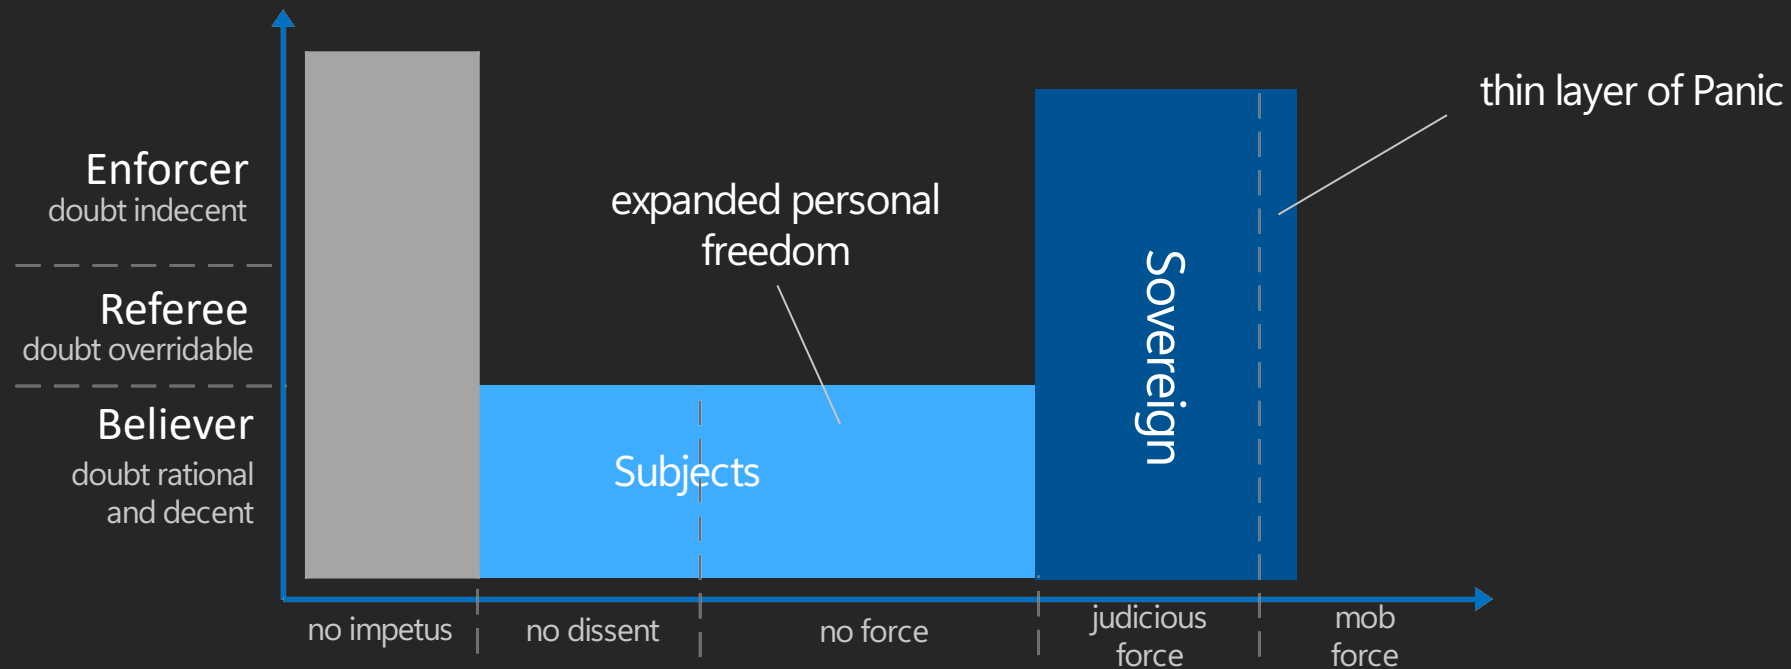 thin layer of Panic
Enforcer
doubt indecent
expanded personal
freedom
Referee
doubt overridable
Sovereign
Believer
doubt rational
and decent
Subjects
no impetus
no dissent
no force
judicious
force
mob
force